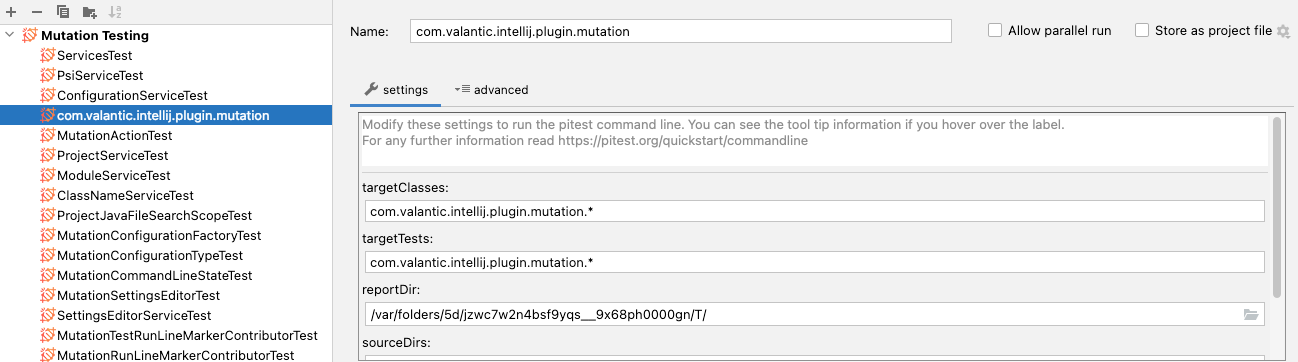 Mutation Testing
ServicesTest
PsiServiceTest
ConfigurationServiceTest
com.valantic.intellij.plugin.mutation
MutationActionTest
ProjectServiceTest
ModuleServiceTest
ClassNameServiceTest
ProjectJavaFileSearchScopeTest
MutationConfigurationFactoryTest
MutationConfigurationTypeTest
MutationCommandLineStateTest
MutationSettingsEditorTest
SettingsEditorServiceTest
MutationTestRunLineMarkerContributorTest
MutationRunLineMarkerContributorTest
Name: com.valantic.intellij.plugin.mutation Allow parallel run Store as project file
settings advanced
Modify these settings to run the pitest command line. You can see the tool tip information if you hover over the label.
For any further information read https://pitest.org/quickstart/commandline
targetClasses:
com.valantic.intellij.plugin.mutation.*
targetTests:
com.valantic.intellij.plugin.mutation.*
reportDir:
/var/folders/5d/jzwc7w2n4bsf9yqs__9x68ph0000gn/T/
sourceDirs: